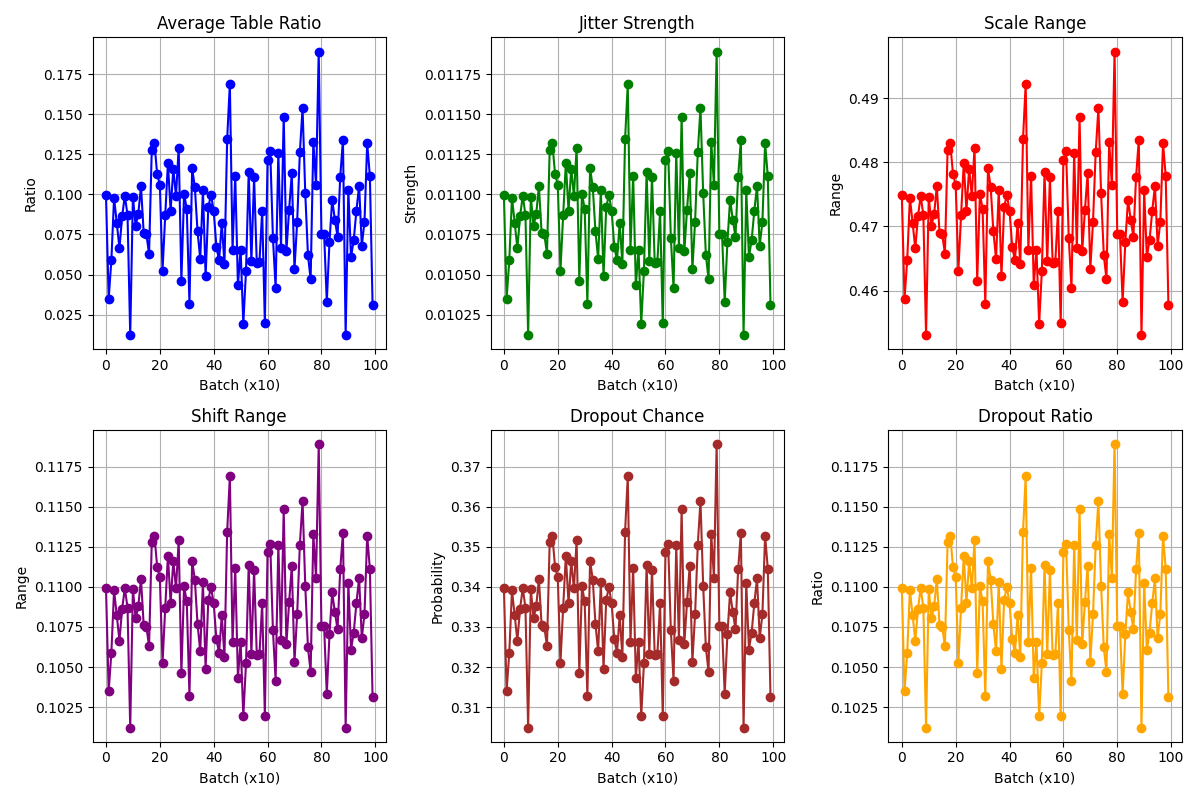 Average Table Ratio
Ratio
0.175
0.150
0.125
0.100
0.075
0.050
0.025
0 20 40 60 80 100
Batch (x10)
Jitter Strength
Strength
0.01175
0.01150
0.01125
0.01100
0.01075
0.01050
0.01025
0 20 40 60 80 100
Batch (x10)
Scale Range
Range
0.49
0.48
0.47
0.46
0 20 40 60 80 100
Batch (x10)
Shift Range
Range
0.1175
0.1150
0.1125
0.1100
0.1075
0.1050
0.1025
0 20 40 60 80 100
Batch (x10)
Dropout Chance
Probability
0.37
0.36
0.35
0.34
0.33
0.32
0.31
0 20 40 60 80 100
Batch (x10)
Dropout Ratio
Ratio
0.1175
0.1150
0.1125
0.1100
0.1075
0.1050
0.1025
0 20 40 60 80 100
Batch (x10)